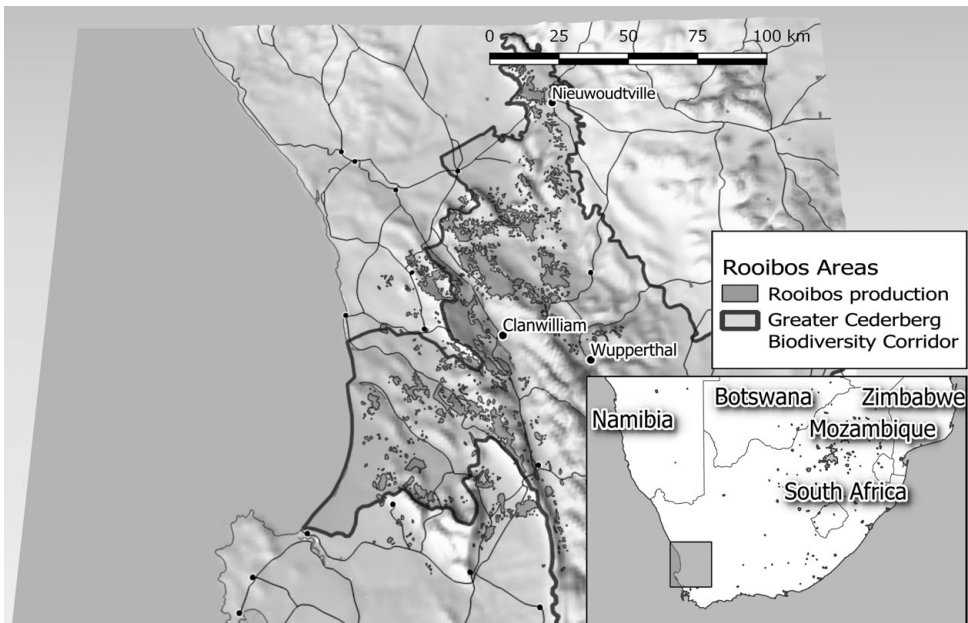 0 25 50 75 100 km
Nieuwoudtville
Rooibos Areas
Rooibos production
Greater Cederberg
Biodiversity Corridor
Clanwilliam
Wupperthal
Botswana
Zimbabwe
Namibia
Mozambique
South Africa